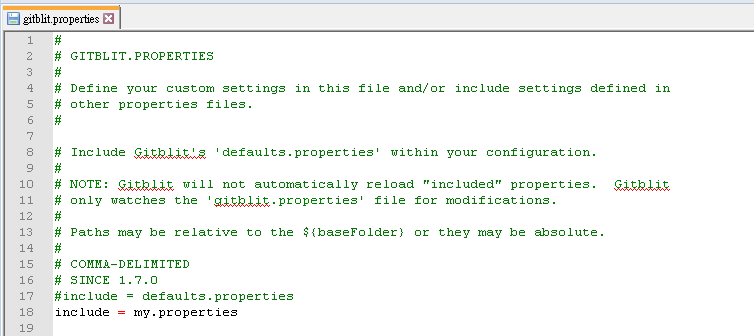 gitblit.properties
1 #
2 # GITBLIT.PROPERTIES
3 #
4 # Define your custom settings in this file and/or include settings defined in
5 # other properties files.
6 #
7
8 # Include Gitblit's 'defaults.properties' within your configuration.
9 #
10 # NOTE: Gitblit will not automatically reload "included" properties.  Gitblit
11 # only watches the 'gitblit.properties' file for modifications.
12 #
13 # Paths may be relative to the ${baseFolder} or they may be absolute.
14 #
15 # COMMA-DELIMITED
16 # SINCE 1.7.0
17 #include = defaults.properties
18 include = my.properties
19